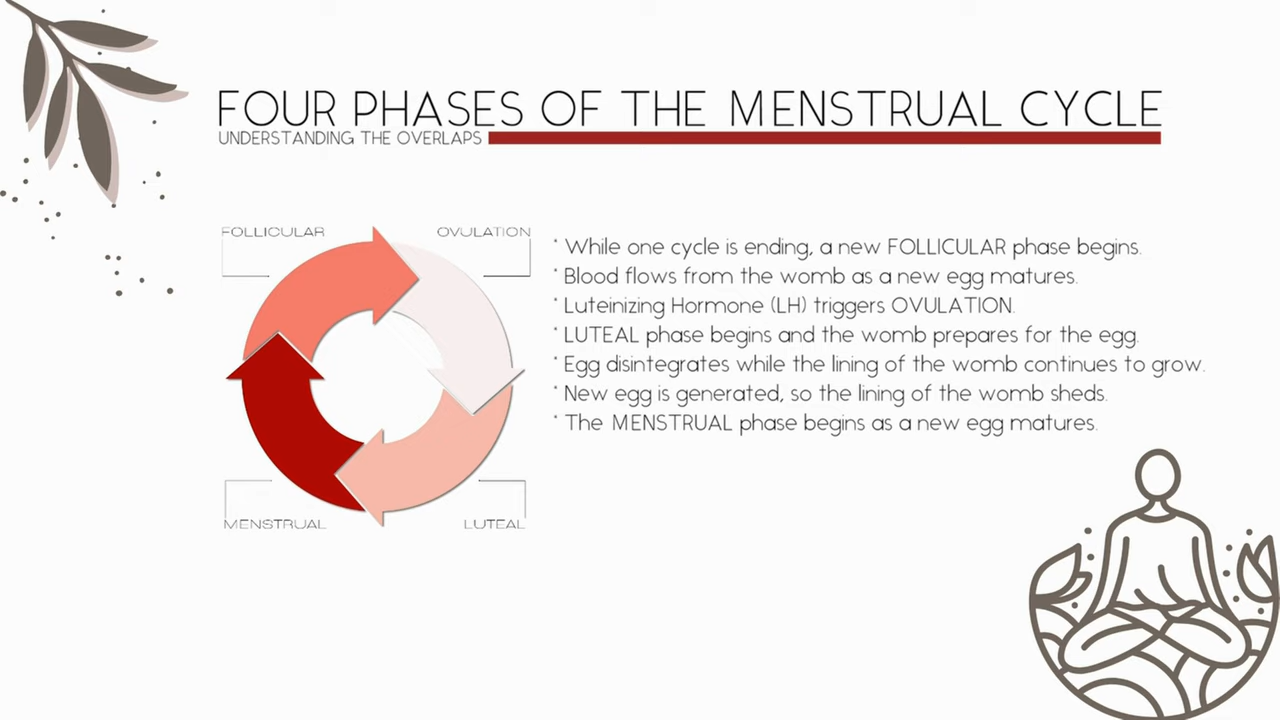 FOUR PHASES OF THE MENSTRUAL CYCLE
UNDERSTANDING THE OVERLAPS
FOLLICULAR
OVULATION
MENSTRUAL
LUTEAL
* While one cycle is ending, a new FOLLICULAR phase begins.
* Blood flows from the womb as a new egg matures.
* Luteinizing Hormone (LH) triggers OVULATION.
* LUTEAL phase begins and the womb prepares for the egg.
* Egg disintegrates while the lining of the womb continues to grow.
* New egg is generated, so the lining of the womb sheds.
* The MENSTRUAL phase begins as a new egg matures.